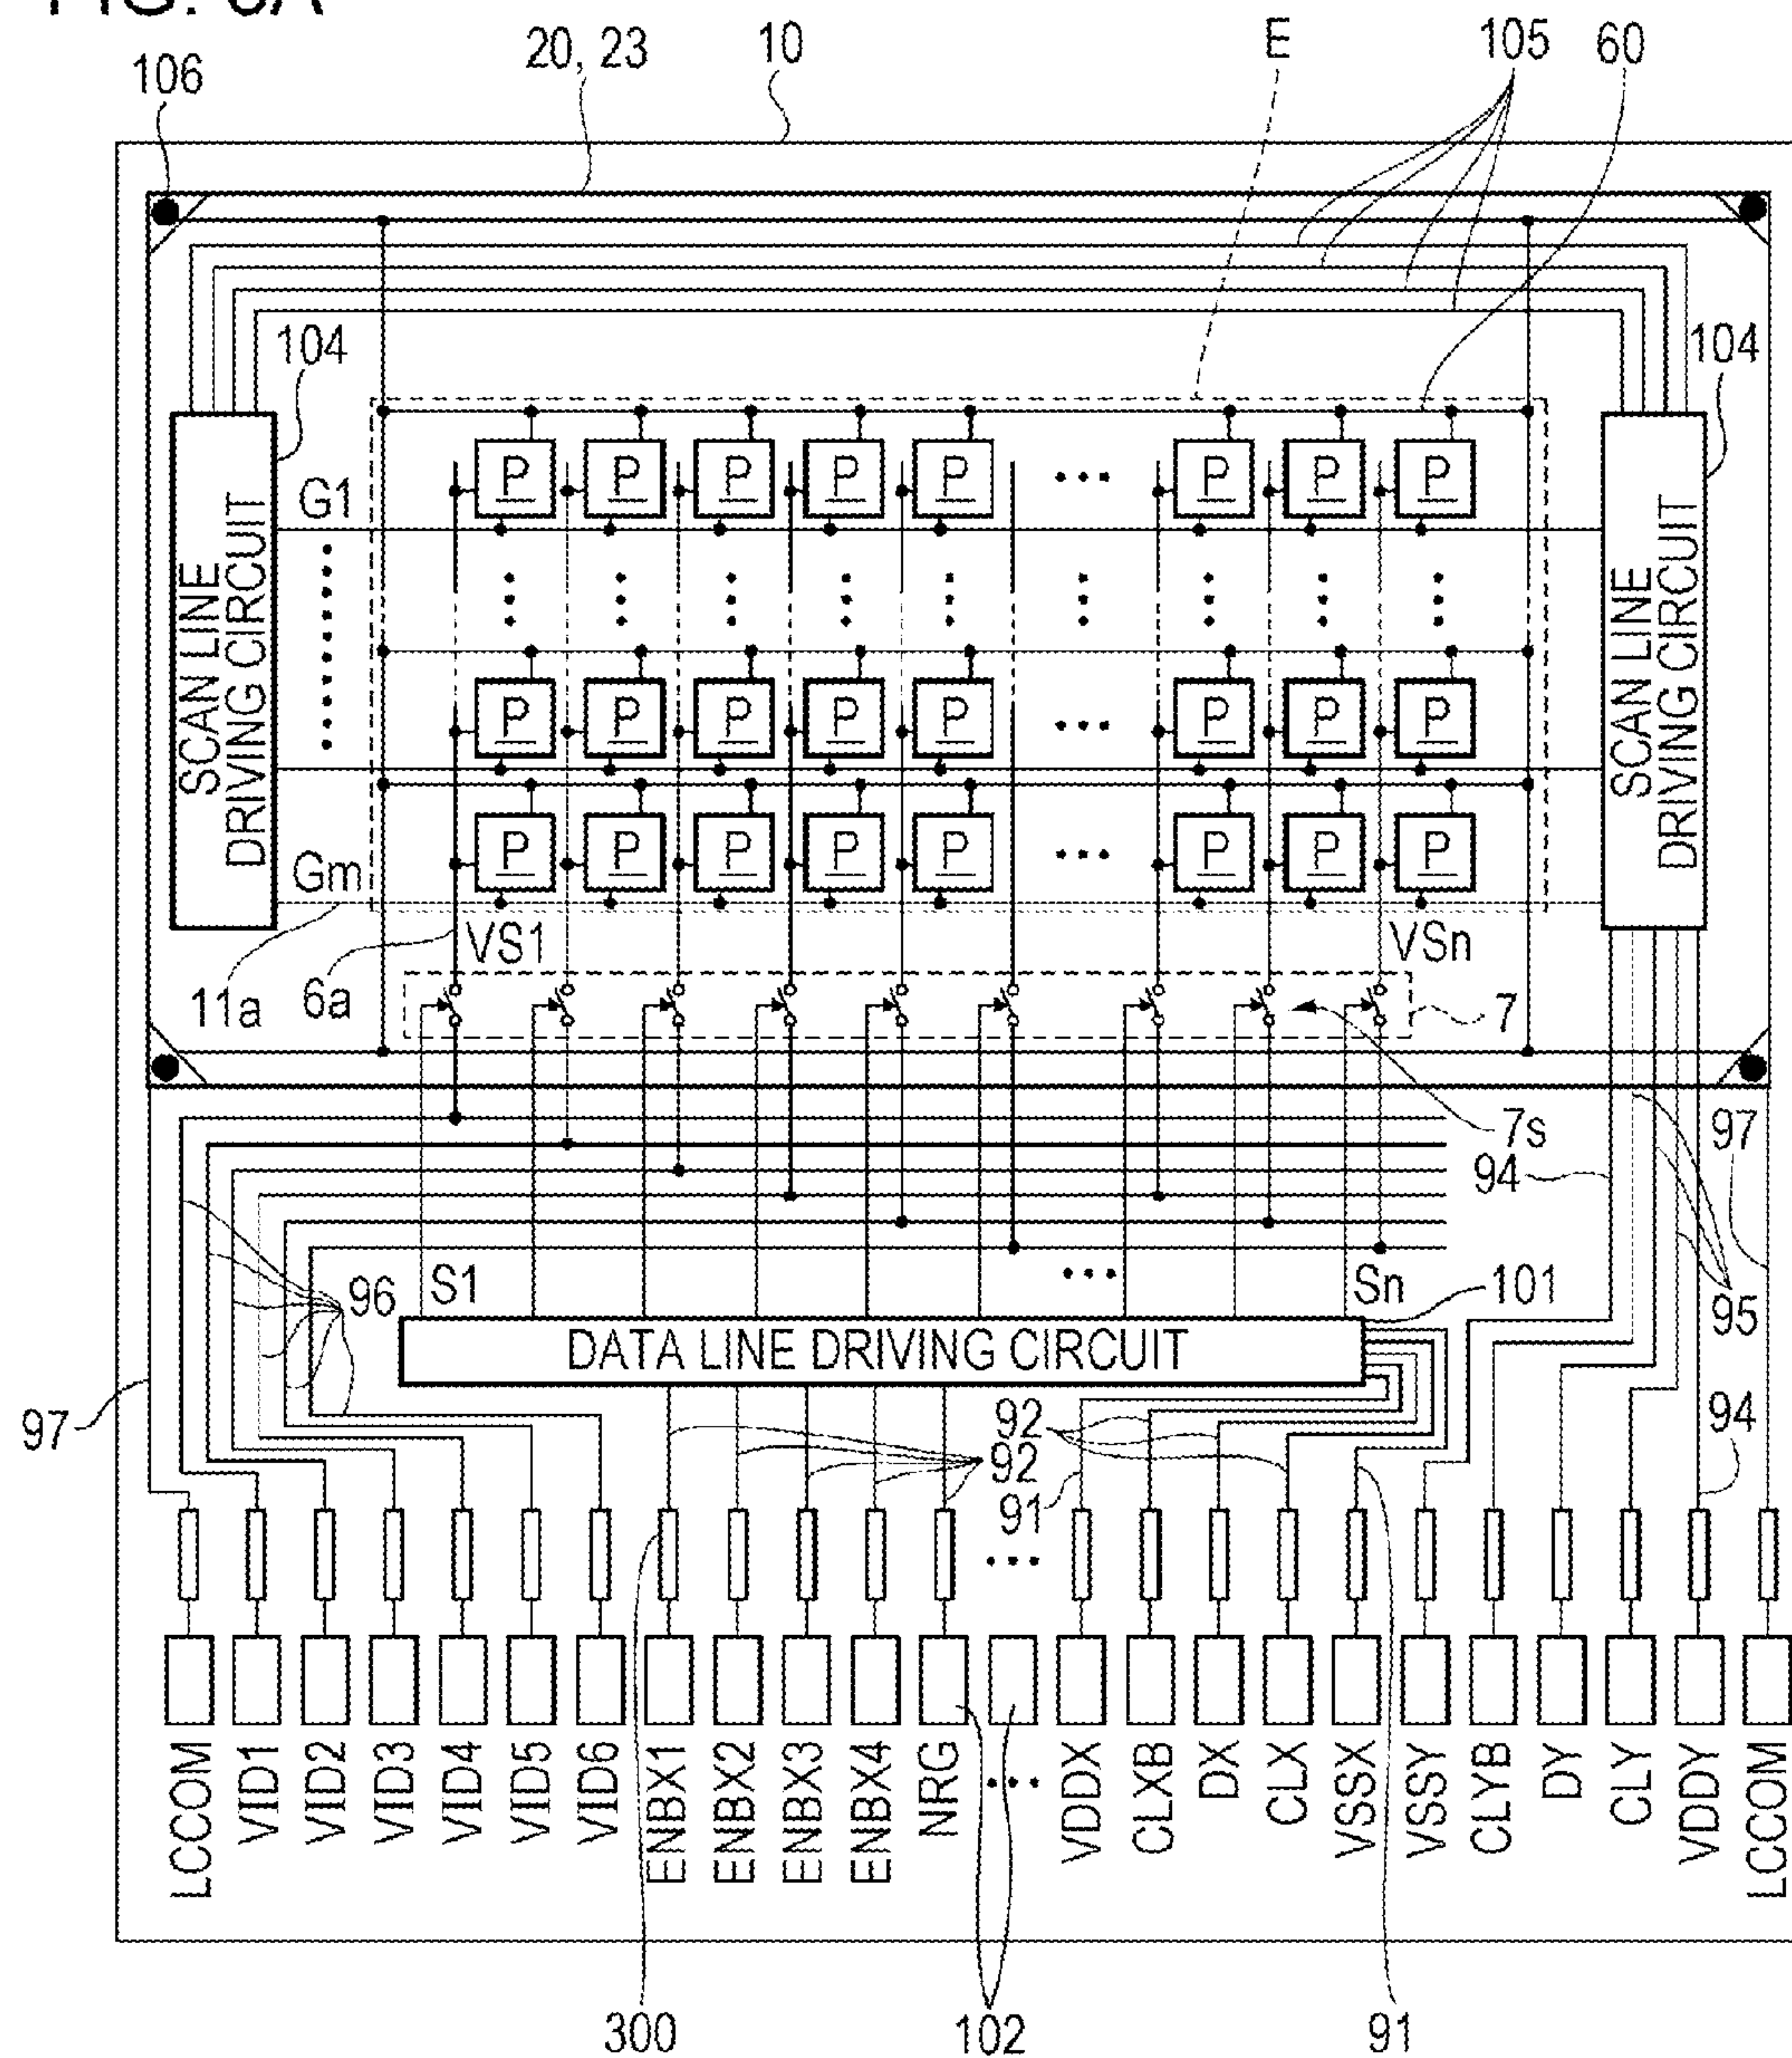 20, 23
10
E
105
60
106
104
104
SCAN LINE
DRIVING CIRCUIT
SCAN LINE
DRIVING CIRCUIT
G1
P P P P P ... P P P
P P P P P ... P P P
P P P P P ... P P P
Gm
VS1
VSn
11a
6a
7
7s
97
94
95
S1
Sn
101
96
DATA LINE DRIVING CIRCUIT
97
92
92
91
94
...
LCCOM
VID1
VID2
VID3
VID4
VID5
VID6
ENBX1
ENBX2
ENBX3
ENBX4
NRG
...
VDDX
CLXB
DX
CLX
VSSX
VSSY
CLYB
DY
CLY
VDDY
LCCOM
300
102
91